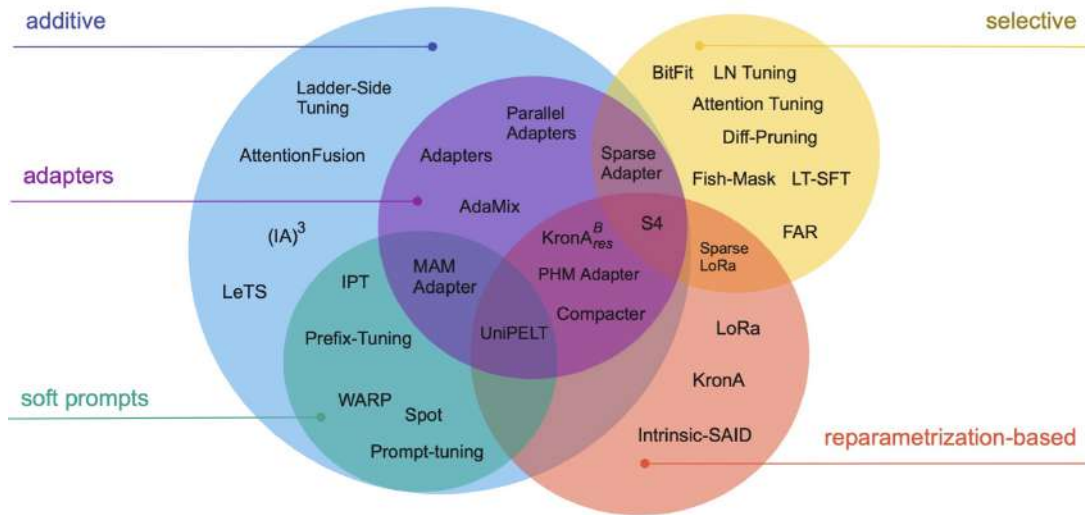 additive
selective
adapters
soft prompts
reparametrization-based
Ladder-Side
Tuning
AttentionFusion
(IA)³
LeTS
Parallel
Adapters
Adapters
AdaMix
MAM
Adapter
KronA^B_res
PHM Adapter
Compacter
UniPELT
IPT
Prefix-Tuning
WARP
Spot
Prompt-tuning
BitFit
LN Tuning
Attention Tuning
Diff-Pruning
Fish-Mask
LT-SFT
FAR
Sparse
Adapter
S4
Sparse
LoRa
LoRa
KronA
Intrinsic-SAID